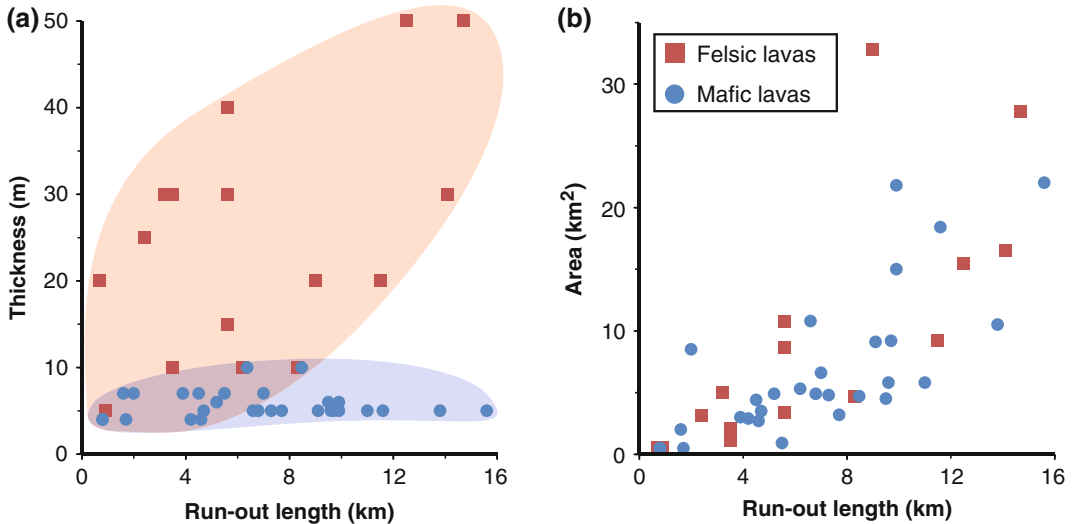 (a)
50
40
30
20
10
0
Thickness (m)
0 4 8 12 16
Run-out length (km)
(b)
30
20
10
0
Area (km²)
Felsic lavas
Mafic lavas
0 4 8 12 16
Run-out length (km)